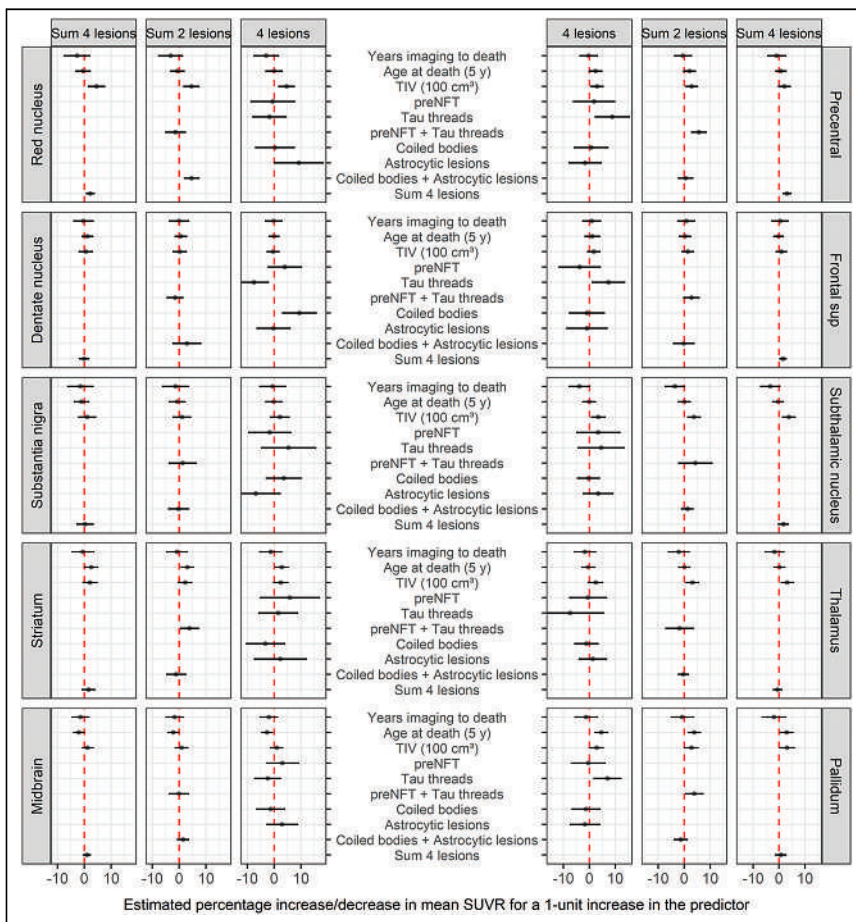 Sum 4 lesions Sum 2 lesions 4 lesions 4 lesions Sum 2 lesions Sum 4 lesions
Red nucleus
Years imaging to death
Age at death (5 y)
TIV (100 cm³)
preNFT
Tau threads
preNFT + Tau threads
Coiled bodies
Astrocytic lesions
Coiled bodies + Astrocytic lesions
Sum 4 lesions
Precentral
Dentate nucleus
Years imaging to death
Age at death (5 y)
TIV (100 cm³)
preNFT
Tau threads
preNFT + Tau threads
Coiled bodies
Astrocytic lesions
Coiled bodies + Astrocytic lesions
Sum 4 lesions
Frontal sup
Substantia nigra
Years imaging to death
Age at death (5 y)
TIV (100 cm³)
preNFT
Tau threads
preNFT + Tau threads
Coiled bodies
Astrocytic lesions
Coiled bodies + Astrocytic lesions
Sum 4 lesions
Subthalamic nucleus
Striatum
Years imaging to death
Age at death (5 y)
TIV (100 cm³)
preNFT
Tau threads
preNFT + Tau threads
Coiled bodies
Astrocytic lesions
Coiled bodies + Astrocytic lesions
Sum 4 lesions
Thalamus
Midbrain
Years imaging to death
Age at death (5 y)
TIV (100 cm³)
preNFT
Tau threads
preNFT + Tau threads
Coiled bodies
Astrocytic lesions
Coiled bodies + Astrocytic lesions
Sum 4 lesions
Pallidum
-10 0 10 -10 0 10 -10 0 10 -10 0 10 -10 0 10 -10 0 10
Estimated percentage increase/decrease in mean SUVR for a 1-unit increase in the predictor